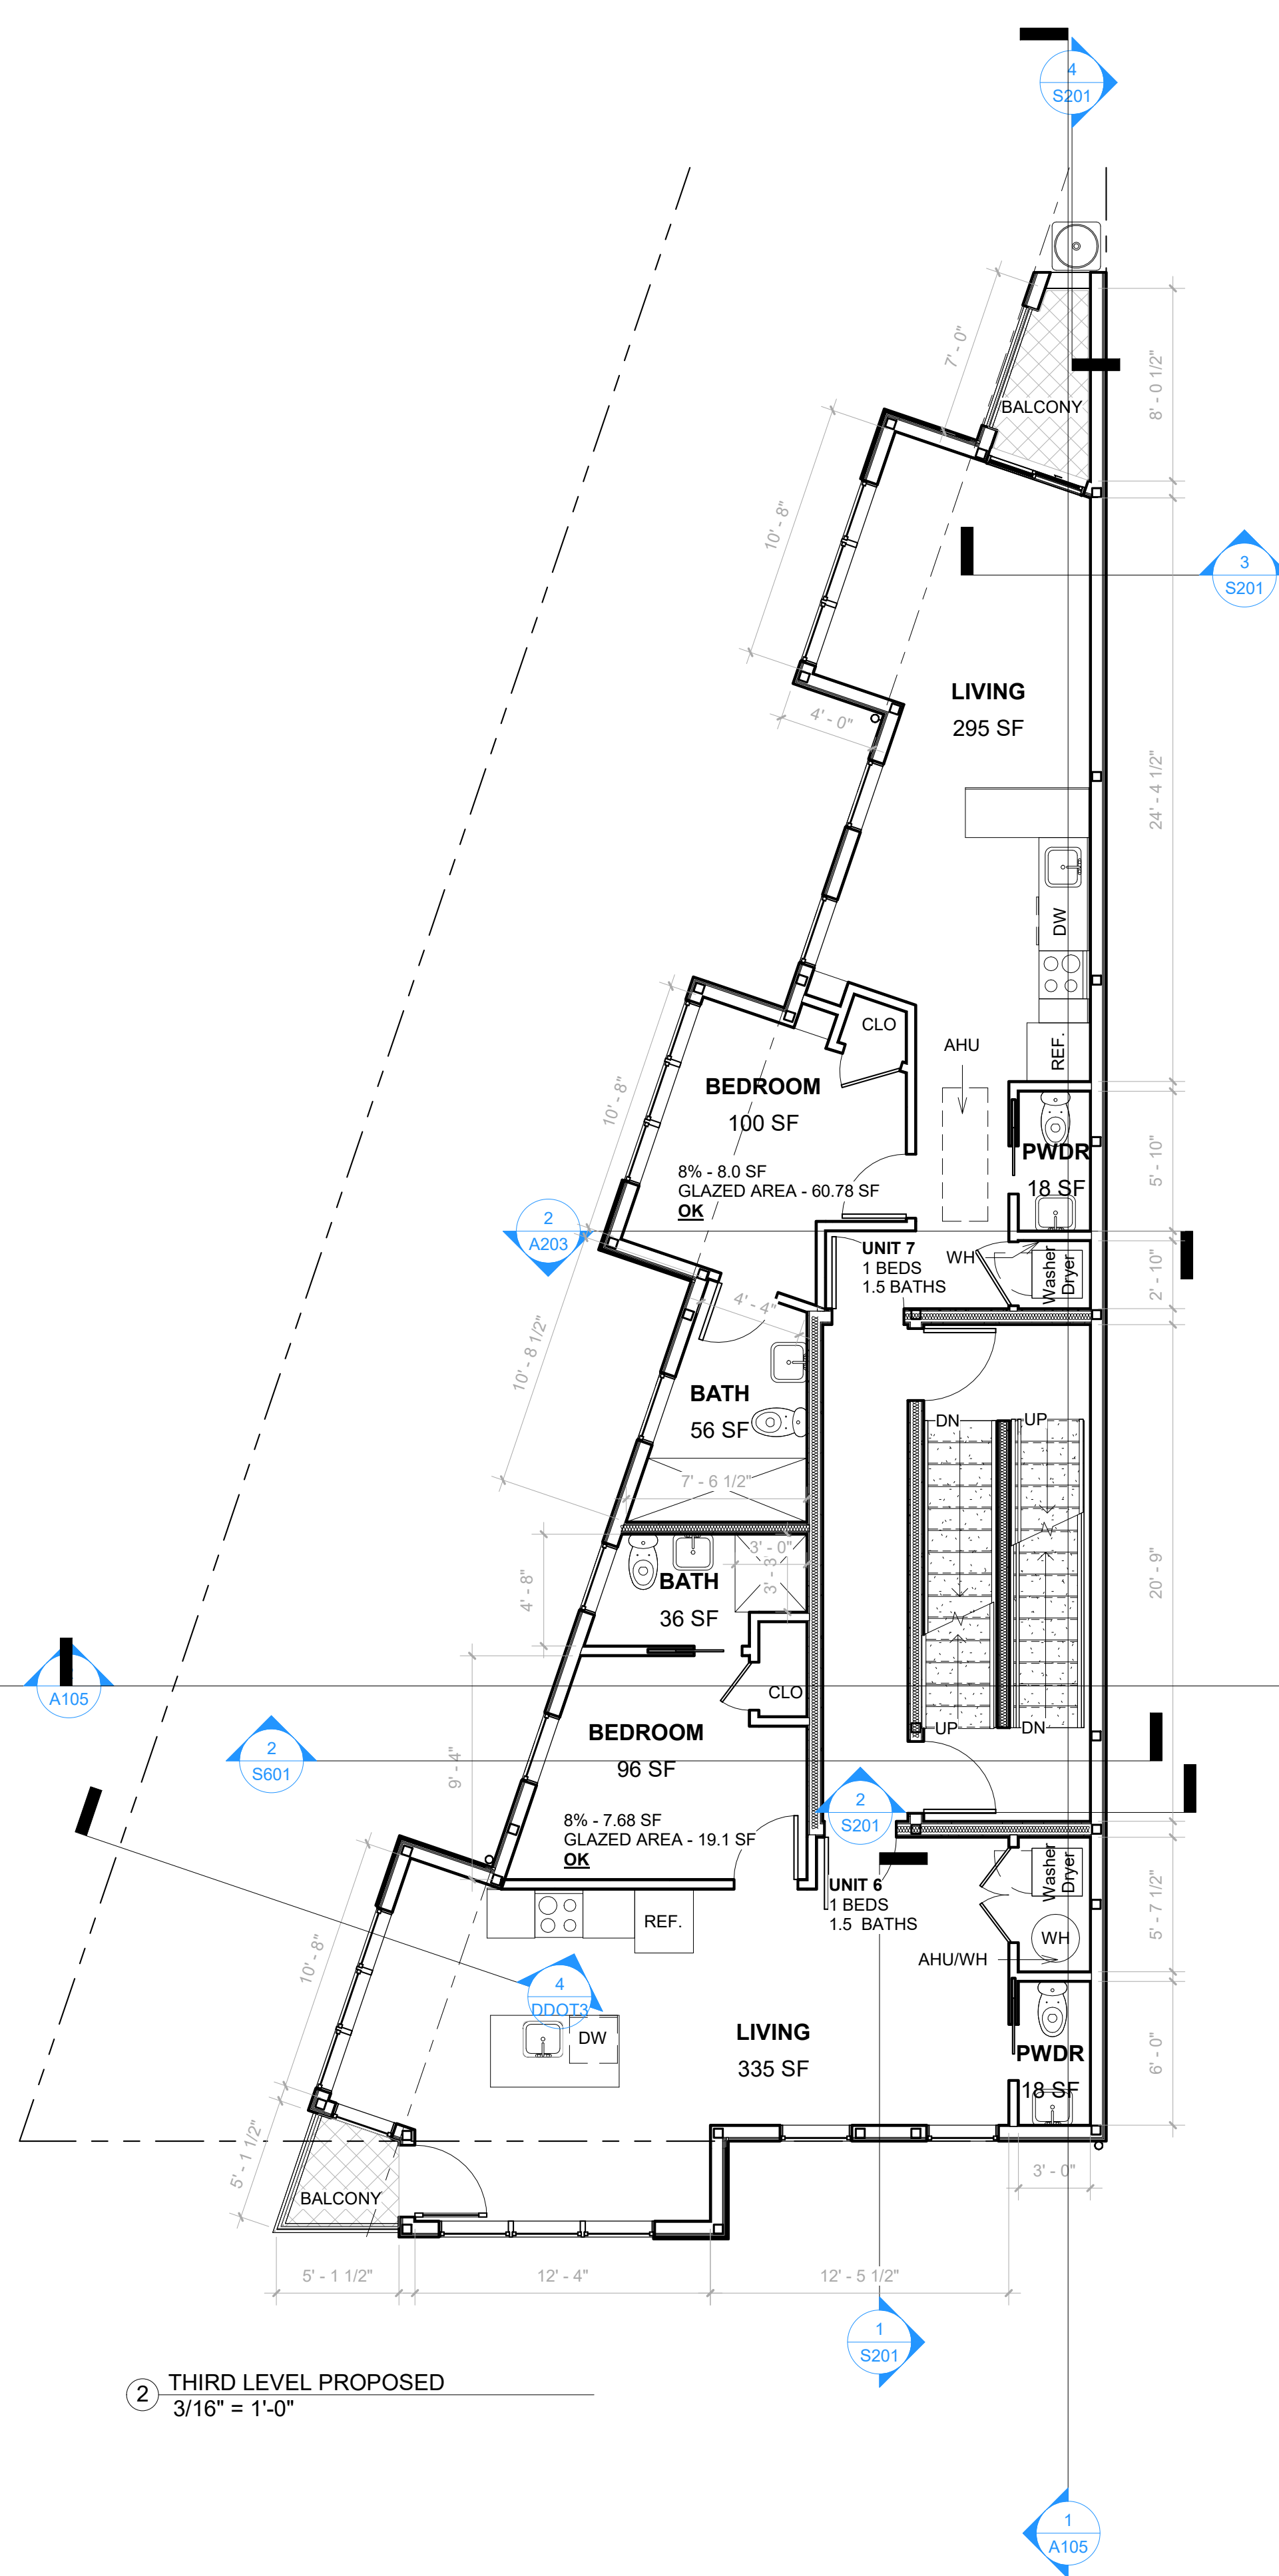 4
S201
7' - 0"
8' - 0 1/2"
BALCONY
10' - 8"
3
S201
LIVING
295 SF
4' - 0"
24' - 4 1/2"
DW
REF.
CLO
AHU
BEDROOM
100 SF
10' - 8"
PWDR
18 SF
5' - 10"
8% - 8.0 SF
GLAZED AREA - 60.78 SF
OK
2
A203
UNIT 7
1 BEDS
1.5 BATHS
WH
Washer
Dryer
2' - 10"
4' - 4"
10' - 8 1/2"
BATH
56 SF
DN
UP
7' - 6 1/2"
3' - 0"
3' - 3"
BATH
36 SF
4' - 8"
20' - 9"
A105
CLO
BEDROOM
96 SF
UP
DN
2
S601
9' - 4"
8% - 7.68 SF
GLAZED AREA - 19.1 SF
OK
2
S201
UNIT 6
1 BEDS
1.5 BATHS
Washer
Dryer
5' - 7 1/2"
REF.
WH
AHU/WH
10' - 8"
4
DDOT3
DW
LIVING
335 SF
PWDR
18 SF
6' - 0"
5' - 1 1/2"
BALCONY
3' - 0"
5' - 1 1/2"
12' - 4"
12' - 5 1/2"
1
S201
2
THIRD LEVEL PROPOSED
3/16" = 1'-0"
1
A105